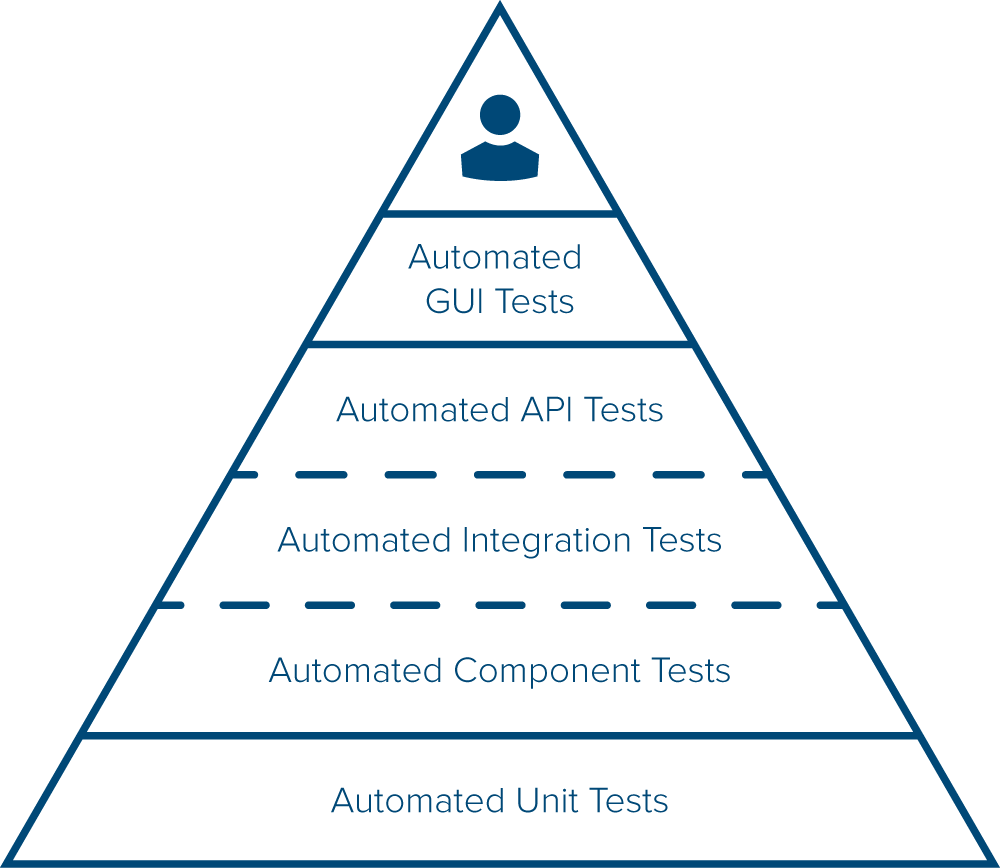 Automated
GUI Tests
Automated API Tests
Automated Integration Tests
Automated Component Tests
Automated Unit Tests